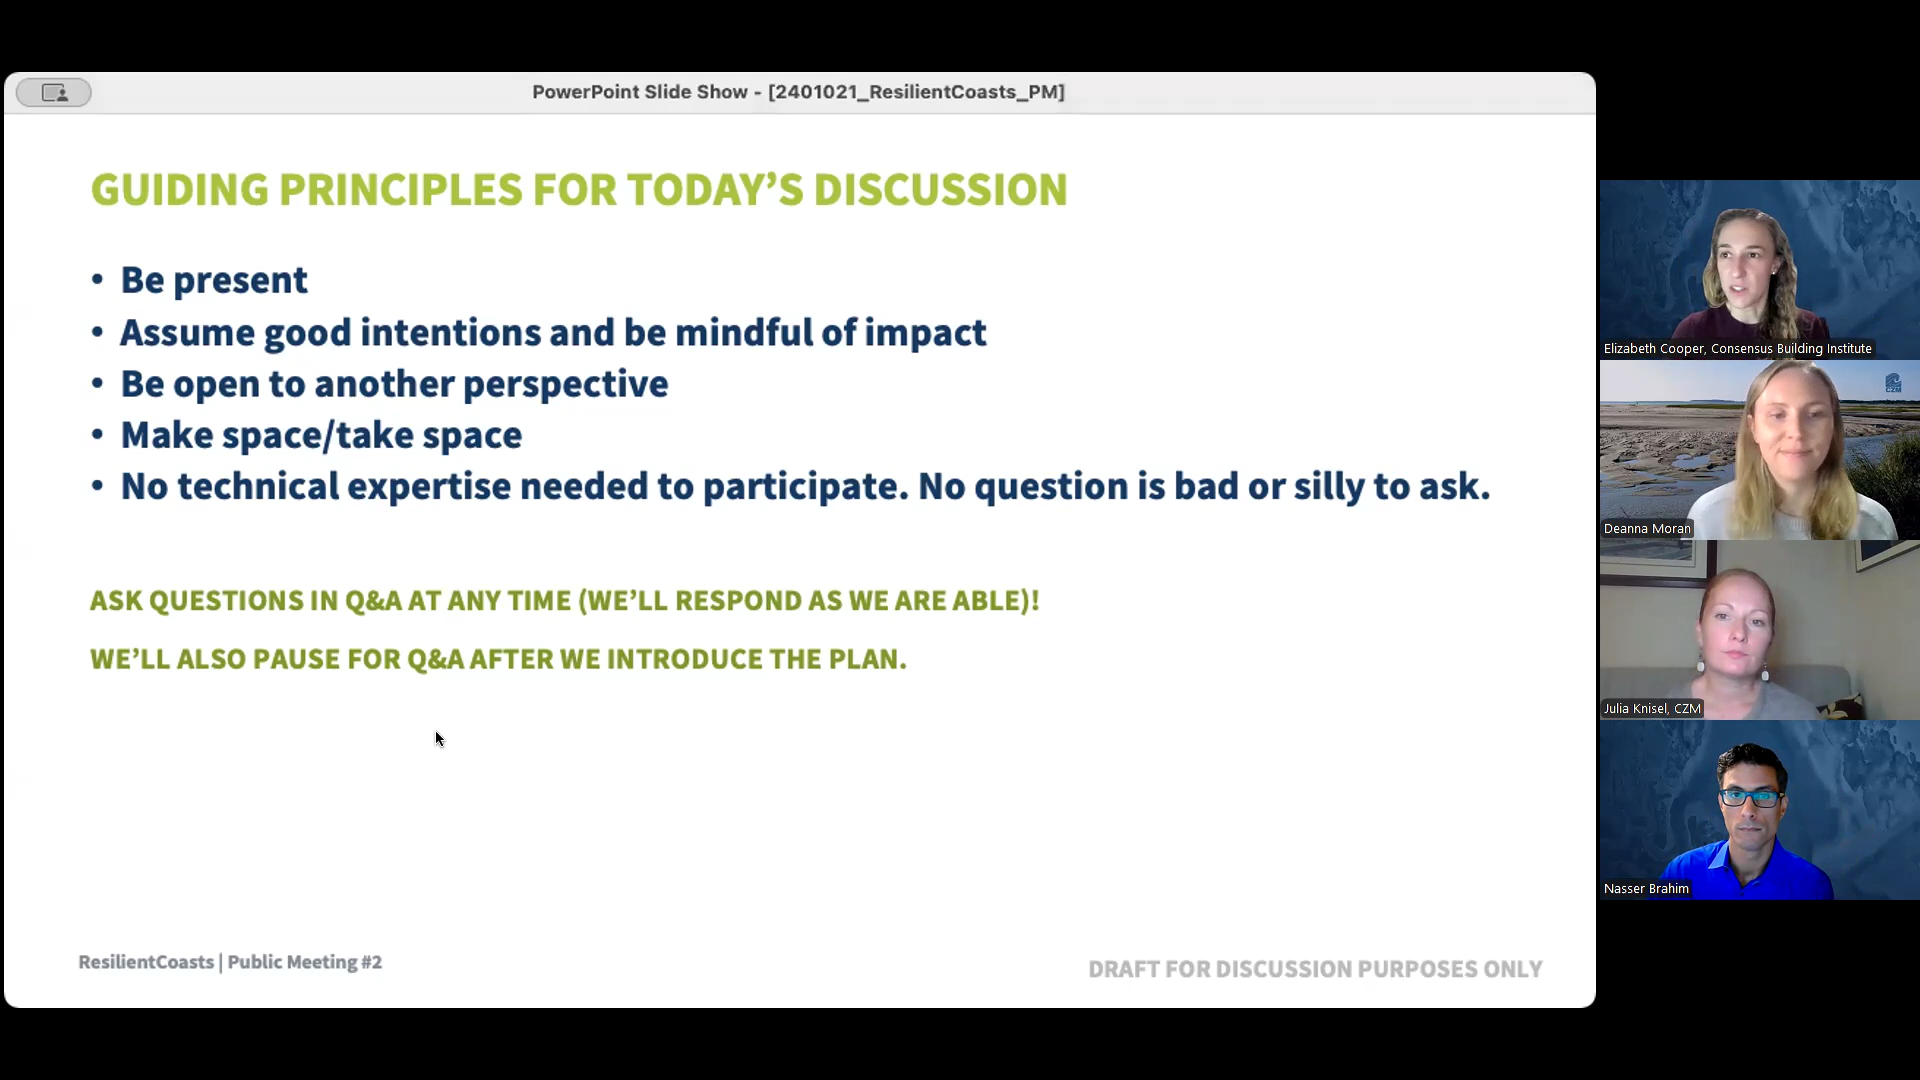 PowerPoint Slide Show - [2401021_ResilientCoasts_PM]
GUIDING PRINCIPLES FOR TODAY’S DISCUSSION
• Be present
• Assume good intentions and be mindful of impact
• Be open to another perspective
• Make space/take space
• No technical expertise needed to participate. No question is bad or silly to ask.
ASK QUESTIONS IN Q&A AT ANY TIME (WE’LL RESPOND AS WE ARE ABLE)!
WE’LL ALSO PAUSE FOR Q&A AFTER WE INTRODUCE THE PLAN.
ResilientCoasts | Public Meeting #2
DRAFT FOR DISCUSSION PURPOSES ONLY
Elizabeth Cooper, Consensus Building Institute
CZM
Deanna Moran
Julia Knisel, CZM
Nasser Brahim